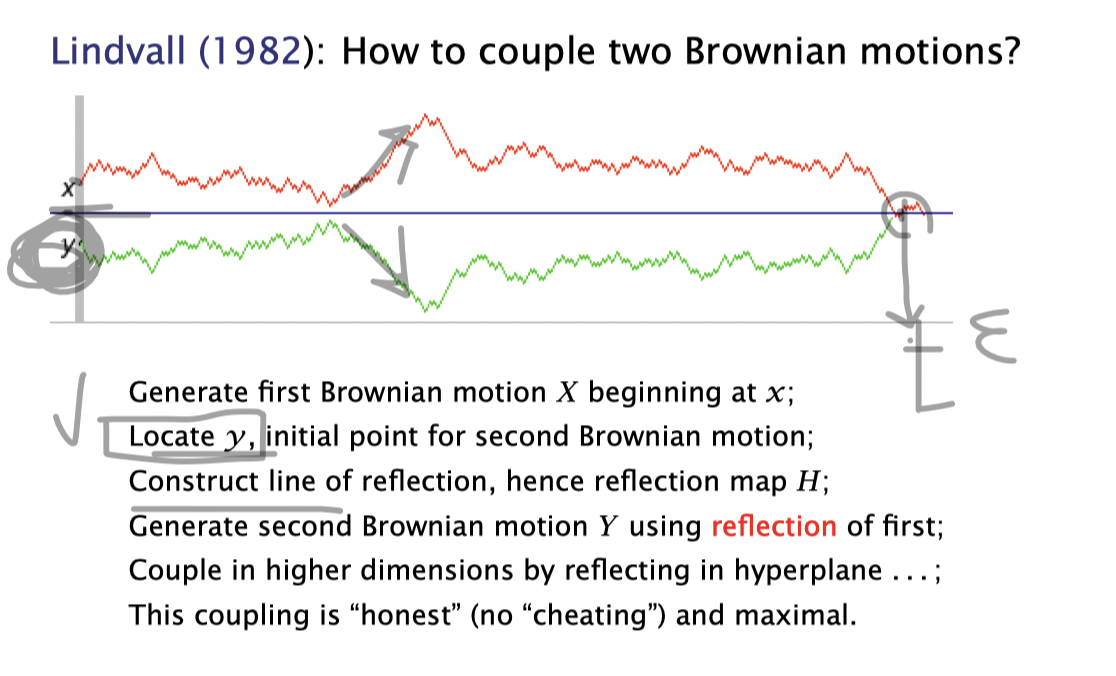 Lindvall (1982): How to couple two Brownian motions?
x
y
Generate first Brownian motion X beginning at x;
Locate y, initial point for second Brownian motion;
Construct line of reflection, hence reflection map H;
Generate second Brownian motion Y using reflection of first;
Couple in higher dimensions by reflecting in hyperplane ...;
This coupling is “honest” (no “cheating”) and maximal.